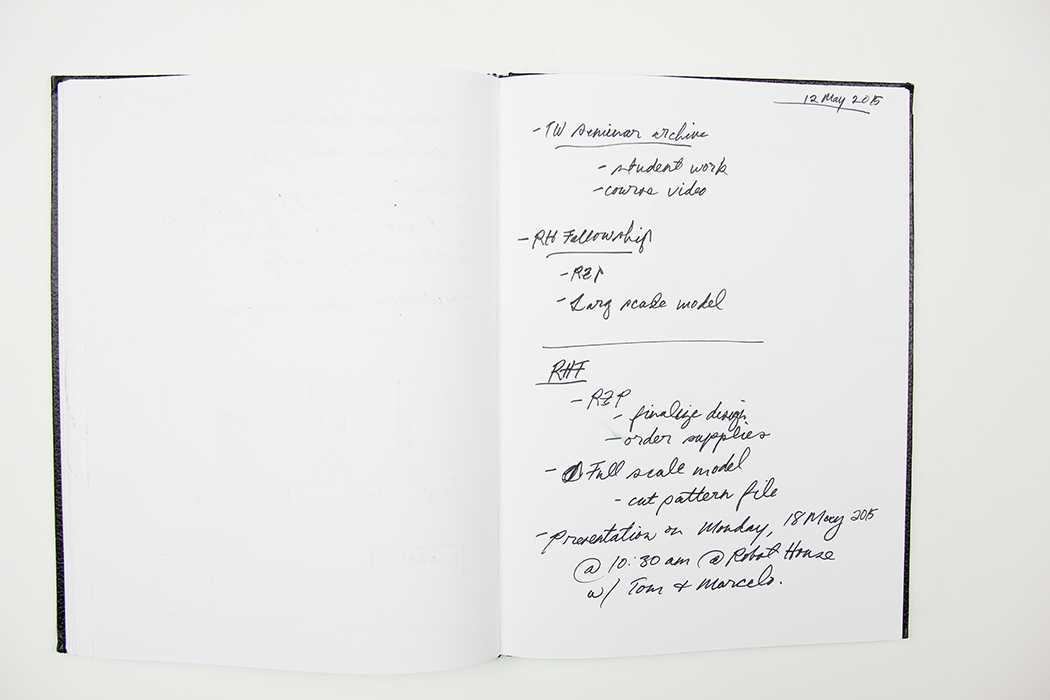 12 May 2015
- TW Seminar archive
- student work
- course video
- RH Fellowship
- RZP
- Larg scale model
RHF
- RZP
- finalize design
- order supplies
- Full scale model
- cut pattern file
- presentation on Monday, 18 May 2015
@ 10:30 am @ Robot House
w/ Tom & Marcelo.